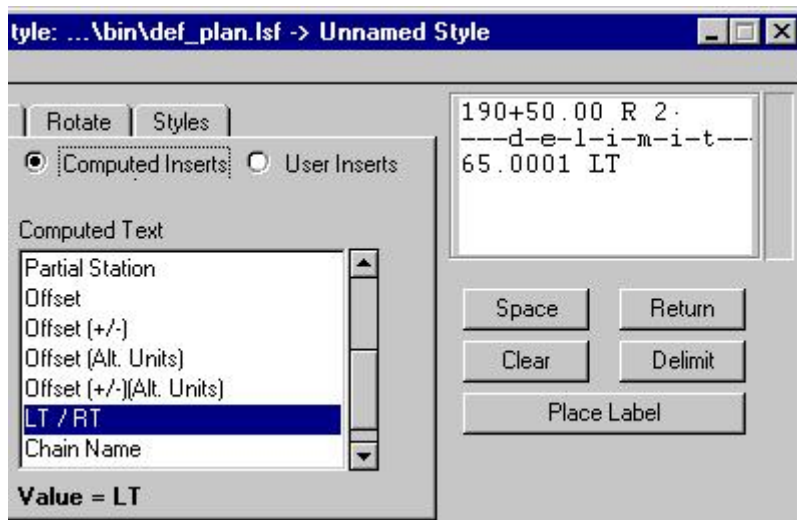 tyle: ...\bin\def_plan.lsf -> Unnamed Style
Rotate Styles
Computed Inserts User Inserts
Computed Text
Partial Station
Offset
Offset (+/-)
Offset (Alt. Units)
Offset (+/-)(Alt. Units)
LT / RT
Chain Name
Value = LT
190+50.00 R 2
---d-e-l-i-m-i-t--
65.0001 LT
Space Return
Clear Delimit
Place Label